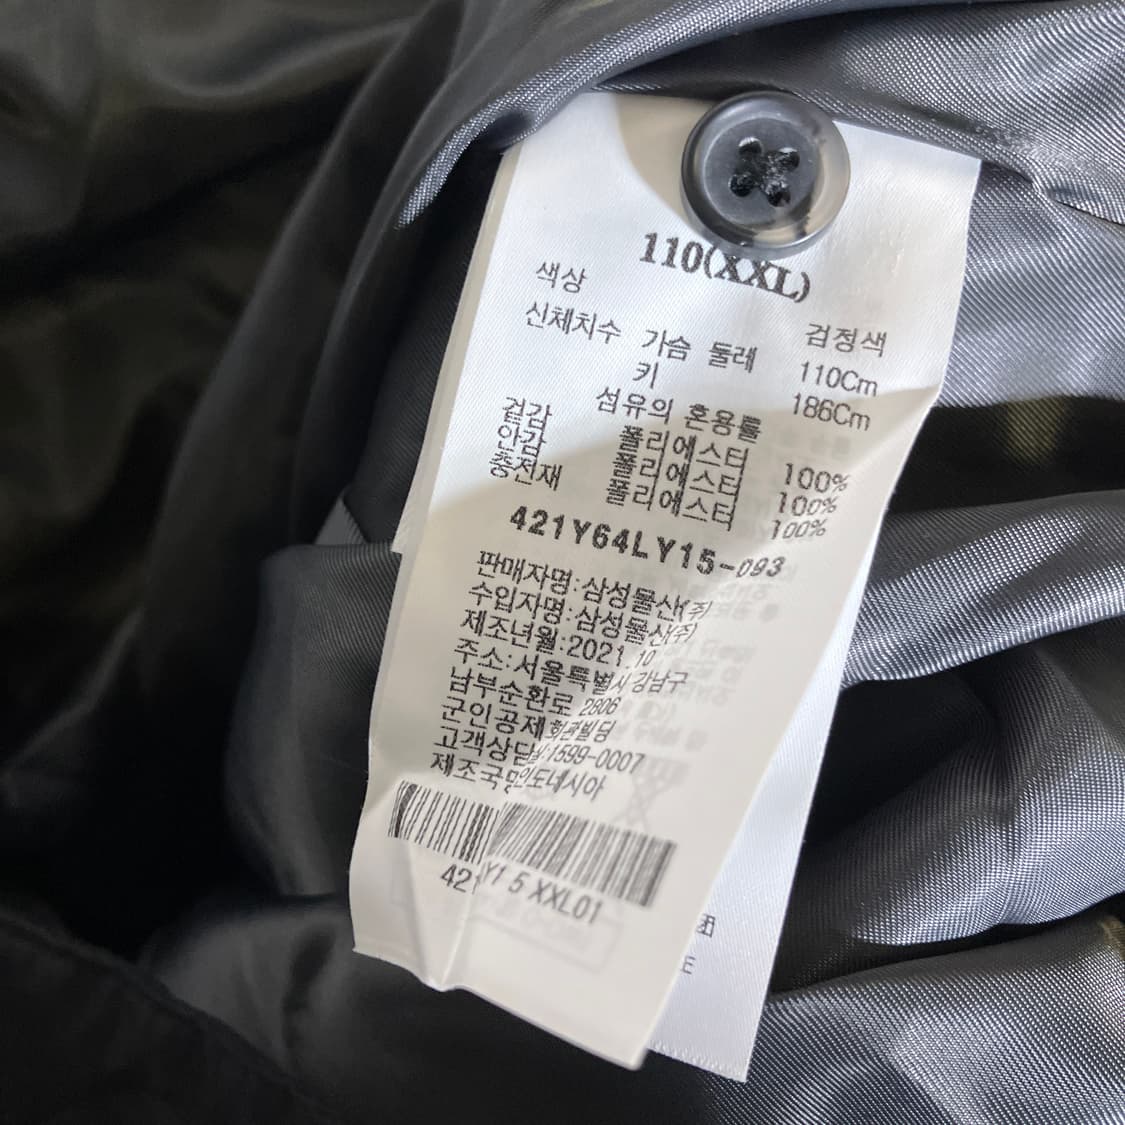 110(XXL)
색상 검정색
신체치수 가슴 둘레 110Cm
키 186Cm
섬유의 혼용률
겉감 폴리에스터 100%
안감 폴리에스터 100%
충전재 폴리에스터 100%
421Y64LY15-093
판매자명:삼성물산(주)
수입자명:삼성물산(주)
제조년월:2021.10
주소:서울특별시 강남구
남부순환로 2806
군인공제회관빌딩
고객상담실:1599-0007
제조국명:인도네시아
421 Y1 5 XXL01